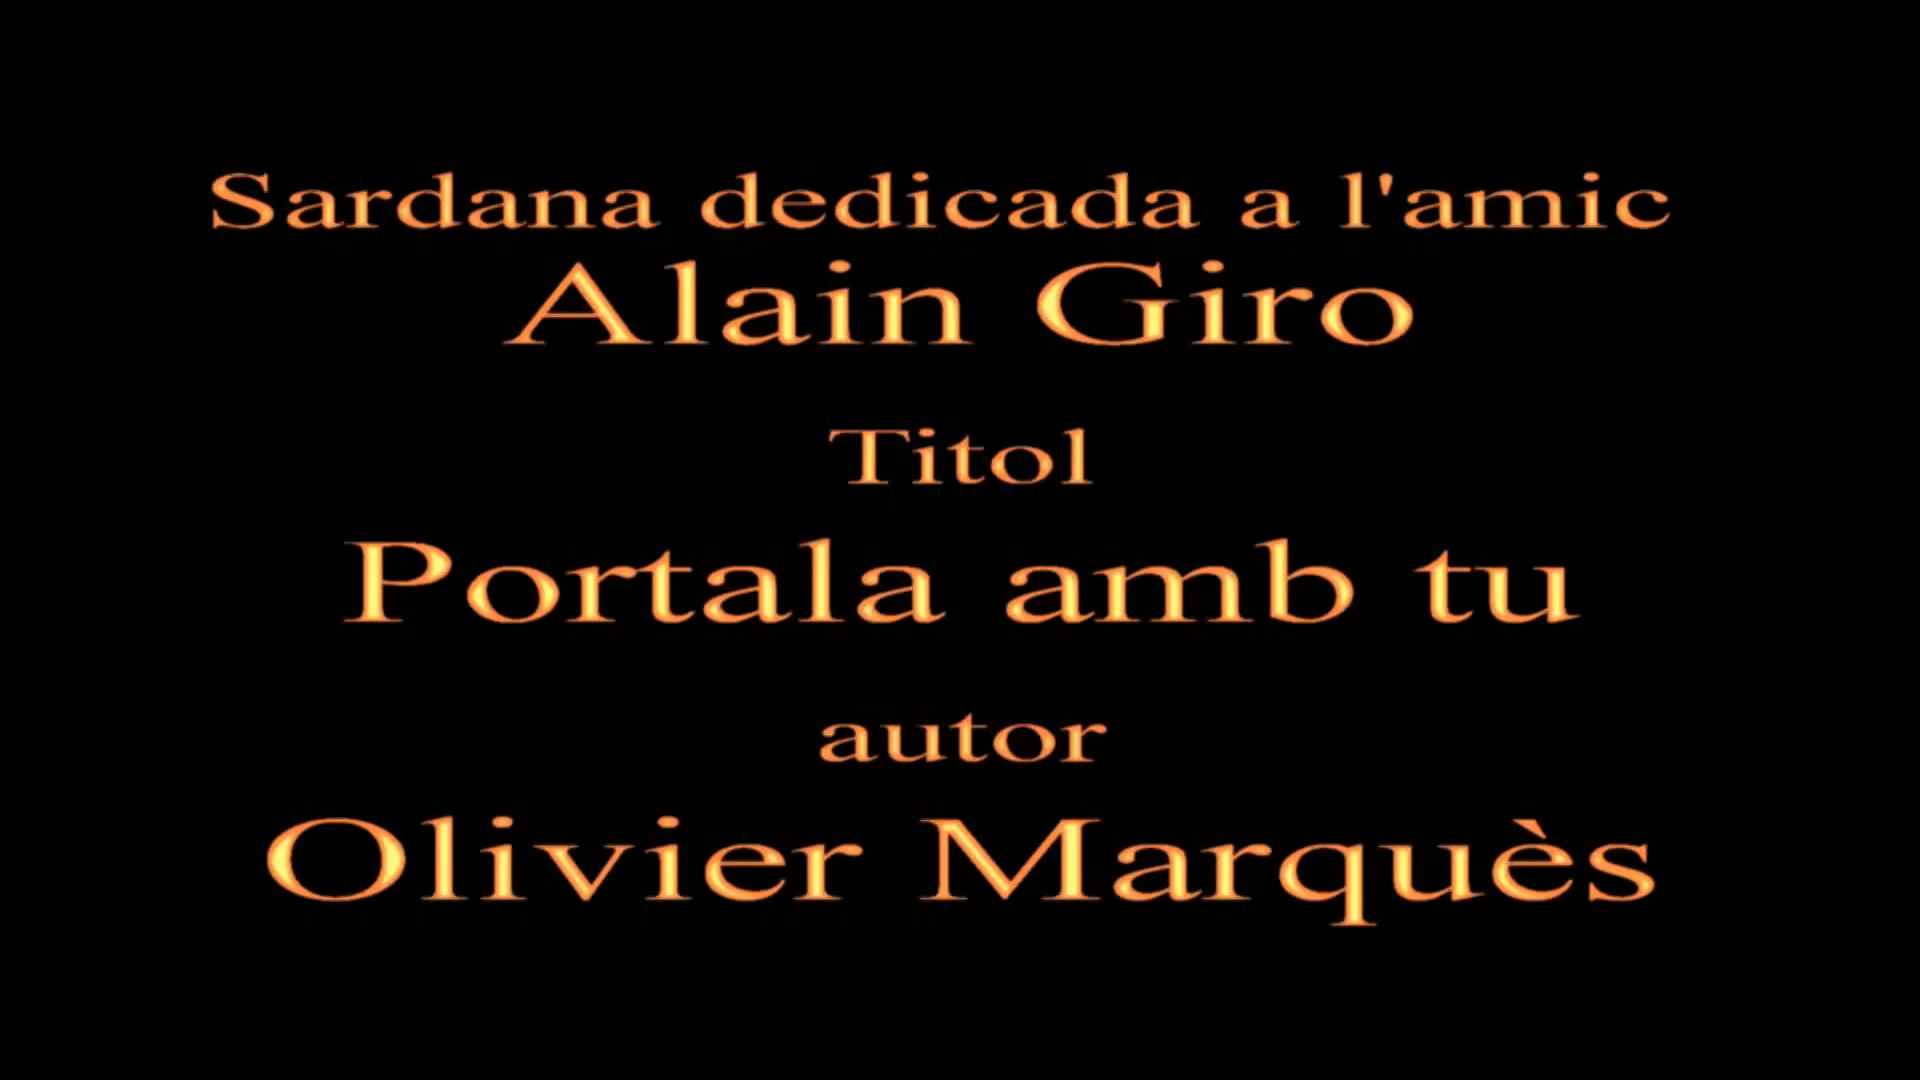 Sardana dedicada a l'amic
Alain Giro
Titol
Portala amb tu
autor
Olivier Marquès